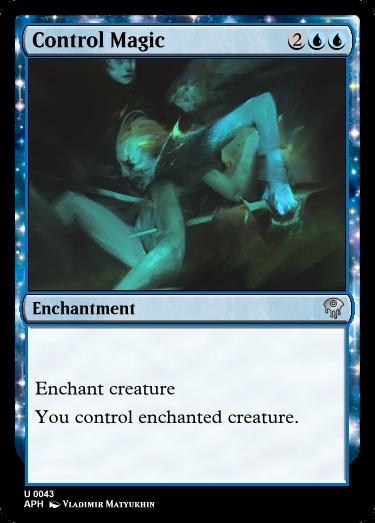 Control Magic 2
Enchantment
Enchant creature
You control enchanted creature.
U 0043
APH Vladimir Matyukhin